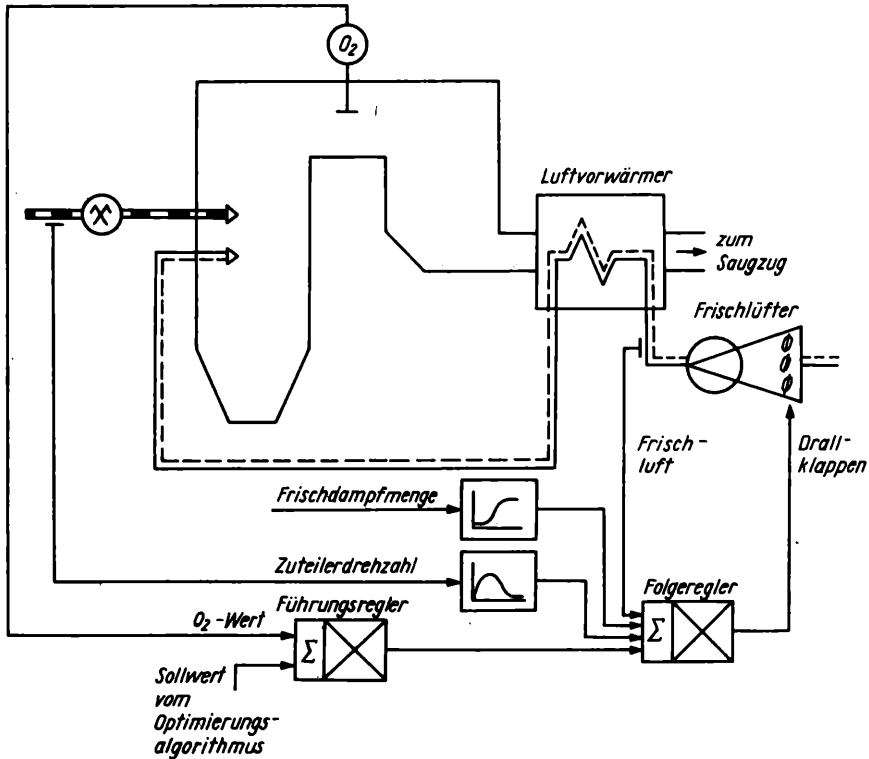 O₂
Luftvorwärmer
zum
Saugzug
Frischlüfter
Frisch-
luft
Drall-
klappen
Frischdampfmenge
Zuteilerdrehzahl
Folgeregler
Führungsregler
O₂-Wert
Σ
Σ
Sollwert
vom
Optimierungs-
algorithmus